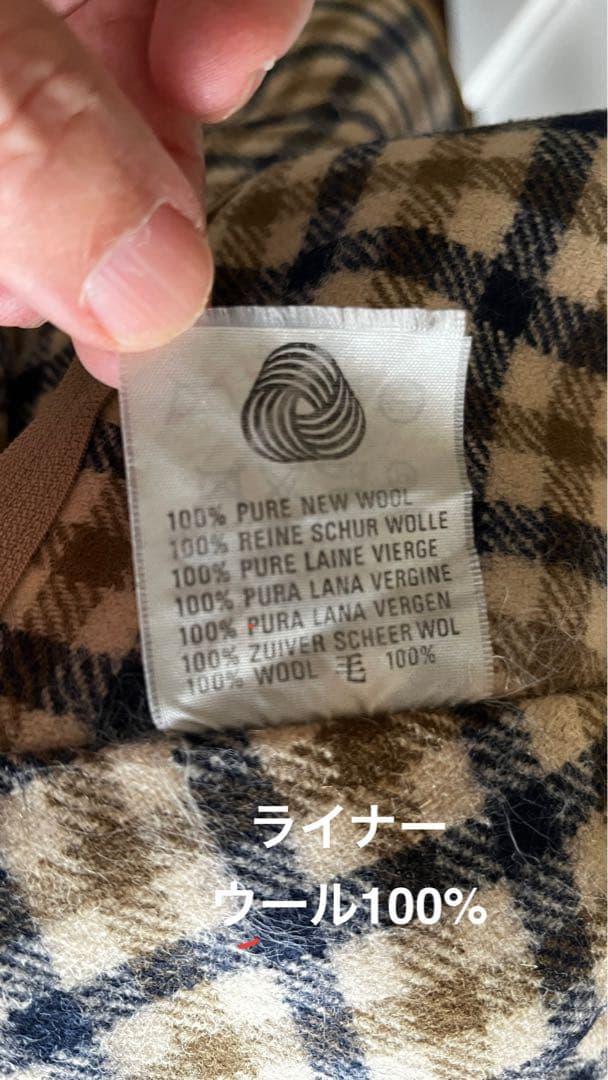 100% PURE NEW WOOL
100% REINE SCHUR WOLLE
100% PURE LAINE VIERGE
100% PURA LANA VERGINE
100% PURA LANA VERGEN
100% ZUIVER SCHEER WOL
100% WOOL 毛 100%
ライナー
ウール100%